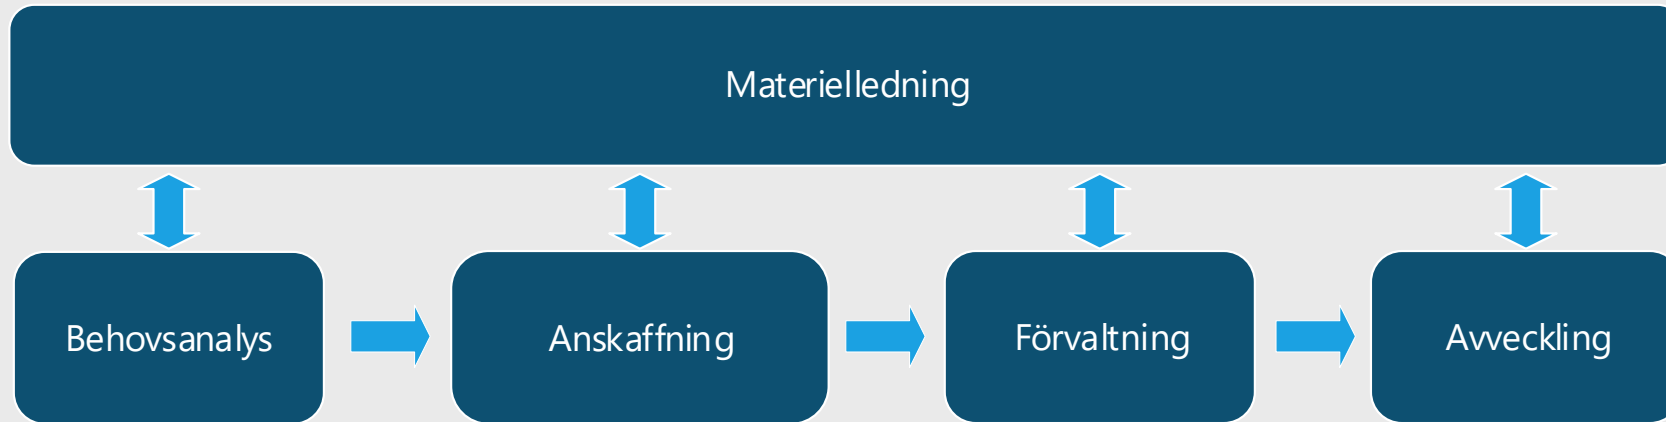 Materielledning
Behovsanalys
Anskaffning
Förvaltning
Avveckling